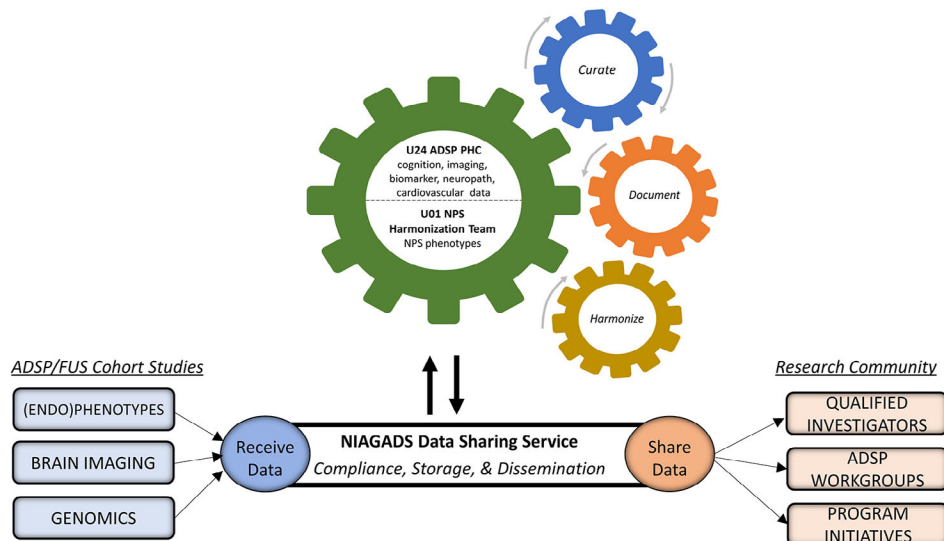 Curate
U24 ADSP PHC
cognition, imaging,
biomarker, neuropath,
cardiovascular data
U01 NPS
Harmonization Team
NPS phenotypes
Document
Harmonize
ADSP/FUS Cohort Studies
(ENDO)PHENOTYPES
BRAIN IMAGING
GENOMICS
Receive
Data
NIAGADS Data Sharing Service
Compliance, Storage, & Dissemination
Share
Data
Research Community
QUALIFIED
INVESTIGATORS
ADSP
WORKGROUPS
PROGRAM
INITIATIVES